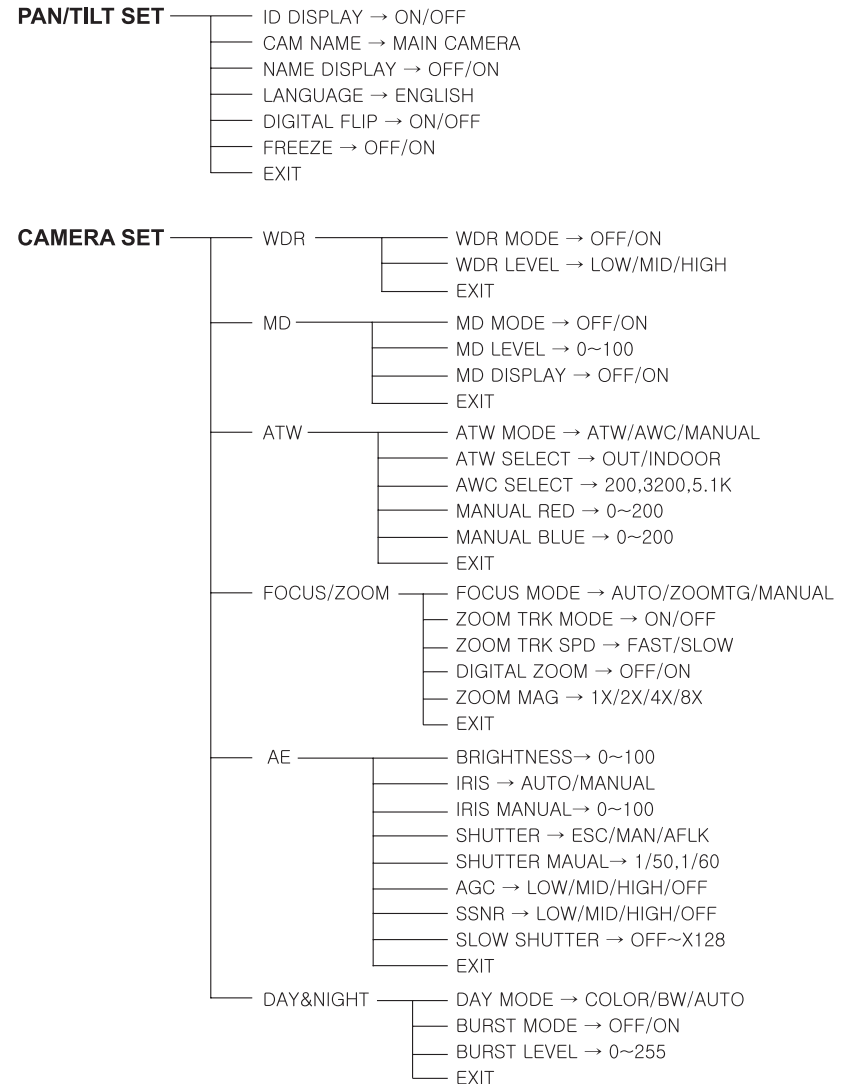 PAN/TILT SET
ID DISPLAY → ON/OFF
CAM NAME → MAIN CAMERA
NAME DISPLAY → OFF/ON
LANGUAGE → ENGLISH
DIGITAL FLIP → ON/OFF
FREEZE → OFF/ON
EXIT
CAMERA SET
WDR
WDR MODE → OFF/ON
WDR LEVEL → LOW/MID/HIGH
EXIT
MD
MD MODE → OFF/ON
MD LEVEL → 0~100
MD DISPLAY → OFF/ON
EXIT
ATW
ATW MODE → ATW/AWC/MANUAL
ATW SELECT → OUT/INDOOR
AWC SELECT → 200,3200,5.1K
MANUAL RED → 0~200
MANUAL BLUE → 0~200
EXIT
FOCUS/ZOOM
FOCUS MODE → AUTO/ZOOMTG/MANUAL
ZOOM TRK MODE → ON/OFF
ZOOM TRK SPD → FAST/SLOW
DIGITAL ZOOM → OFF/ON
ZOOM MAG → 1X/2X/4X/8X
EXIT
AE
BRIGHTNESS→ 0~100
IRIS → AUTO/MANUAL
IRIS MANUAL→ 0~100
SHUTTER → ESC/MAN/AFLK
SHUTTER MAUAL→ 1/50,1/60
AGC → LOW/MID/HIGH/OFF
SSNR → LOW/MID/HIGH/OFF
SLOW SHUTTER → OFF~X128
EXIT
DAY&NIGHT
DAY MODE → COLOR/BW/AUTO
BURST MODE → OFF/ON
BURST LEVEL → 0~255
EXIT